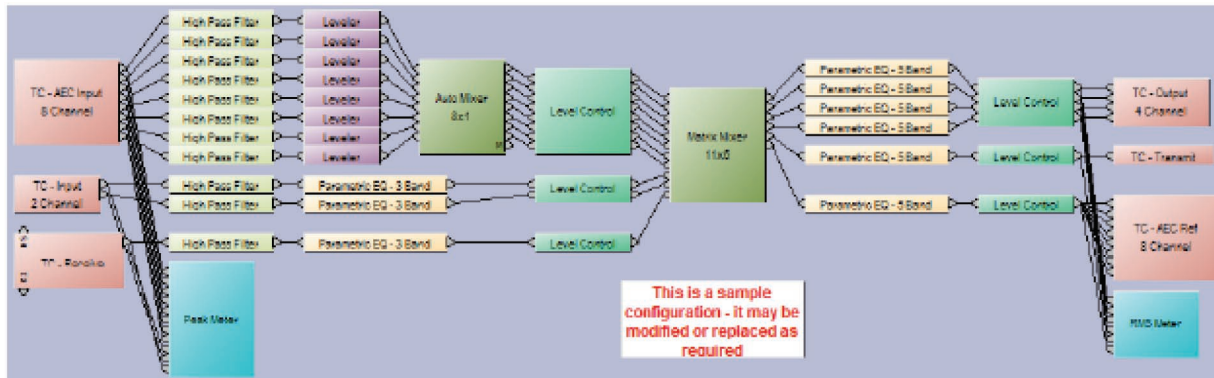 High Pass Filter
Leveler
High Pass Filter
Leveler
High Pass Filter
Leveler
High Pass Filter
Leveler
High Pass Filter
Leveler
High Pass Filter
Leveler
High Pass Filter
Leveler
High Pass Filter
Leveler
TC - AEC Input
8 Channel
Auto Mixer
8x1
Level Control
Matrix Mixer
Parametric EQ - 5 Band
Parametric EQ - 5 Band
Parametric EQ - 5 Band
Parametric EQ - 5 Band
Level Control
TC - Output
4 Channel
Parametric EQ - 5 Band
Level Control
TC - Transmit
TC - Input
2 Channel
High Pass Filter
Parametric EQ - 3 Band
High Pass Filter
Parametric EQ - 3 Band
Level Control
Parametric EQ - 5 Band
Level Control
TC - AEC Ref
8 Channel
TC - Receive
High Pass Filter
Parametric EQ - 3 Band
Level Control
Peak Meter
This is a sample
configuration - it may be
modified or replaced as
required
RMS Meter